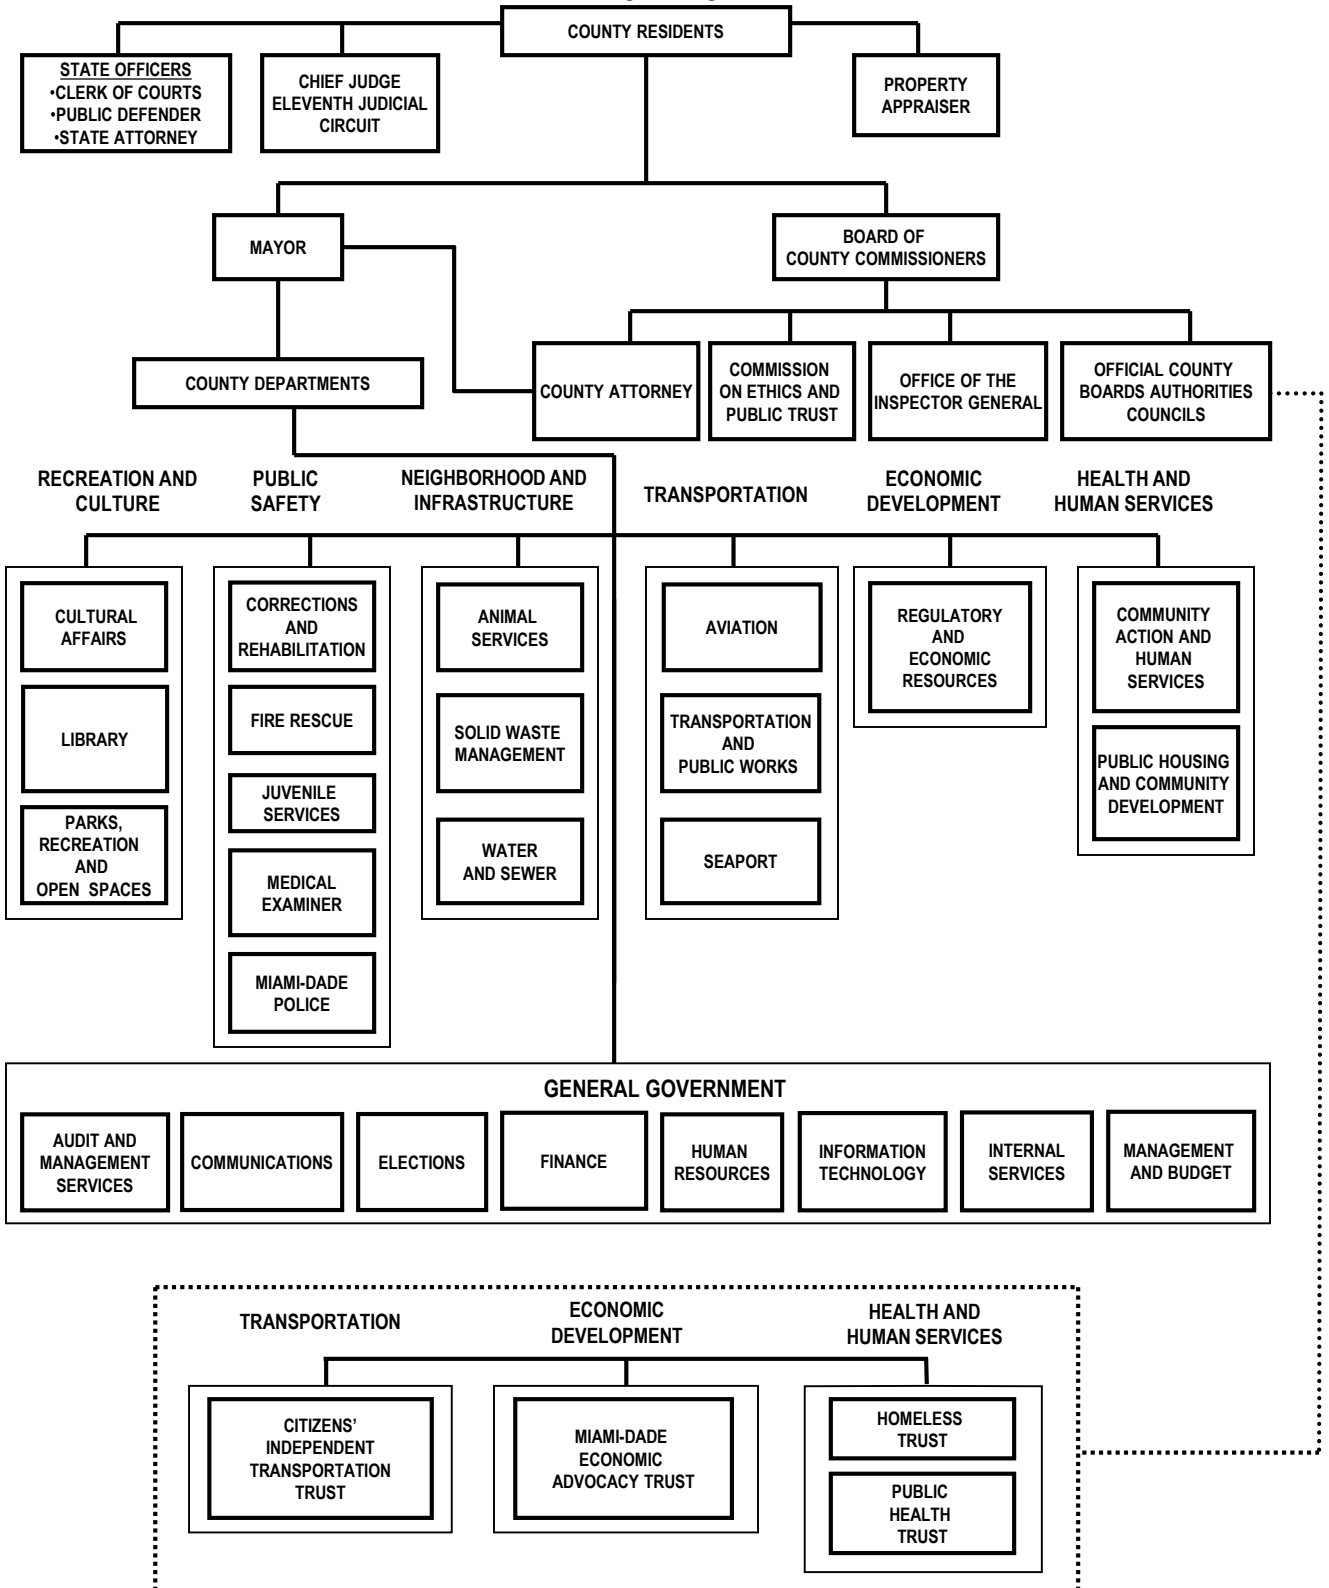 COUNTY RESIDENTS
STATE OFFICERS
•CLERK OF COURTS
•PUBLIC DEFENDER
•STATE ATTORNEY
CHIEF JUDGE
ELEVENTH JUDICIAL
CIRCUIT
PROPERTY
APPRAISER
MAYOR
BOARD OF
COUNTY COMMISSIONERS
COUNTY DEPARTMENTS
COUNTY ATTORNEY
COMMISSION
ON ETHICS AND
PUBLIC TRUST
OFFICE OF THE
INSPECTOR GENERAL
OFFICIAL COUNTY
BOARDS AUTHORITIES
COUNCILS
RECREATION AND
CULTURE
PUBLIC
SAFETY
NEIGHBORHOOD AND
INFRASTRUCTURE
TRANSPORTATION
ECONOMIC
DEVELOPMENT
HEALTH AND
HUMAN SERVICES
CULTURAL
AFFAIRS
LIBRARY
PARKS,
RECREATION
AND
OPEN SPACES
CORRECTIONS
AND
REHABILITATION
FIRE RESCUE
JUVENILE
SERVICES
MEDICAL
EXAMINER
MIAMI-DADE
POLICE
ANIMAL
SERVICES
SOLID WASTE
MANAGEMENT
WATER
AND SEWER
AVIATION
TRANSPORTATION
AND
PUBLIC WORKS
SEAPORT
REGULATORY
AND
ECONOMIC
RESOURCES
COMMUNITY
ACTION AND
HUMAN
SERVICES
PUBLIC HOUSING
AND COMMUNITY
DEVELOPMENT
GENERAL GOVERNMENT
AUDIT AND
MANAGEMENT
SERVICES
COMMUNICATIONS
ELECTIONS
FINANCE
HUMAN
RESOURCES
INFORMATION
TECHNOLOGY
INTERNAL
SERVICES
MANAGEMENT
AND BUDGET
TRANSPORTATION
ECONOMIC
DEVELOPMENT
HEALTH AND
HUMAN SERVICES
CITIZENS'
INDEPENDENT
TRANSPORTATION
TRUST
MIAMI-DADE
ECONOMIC
ADVOCACY TRUST
HOMELESS
TRUST
PUBLIC
HEALTH
TRUST